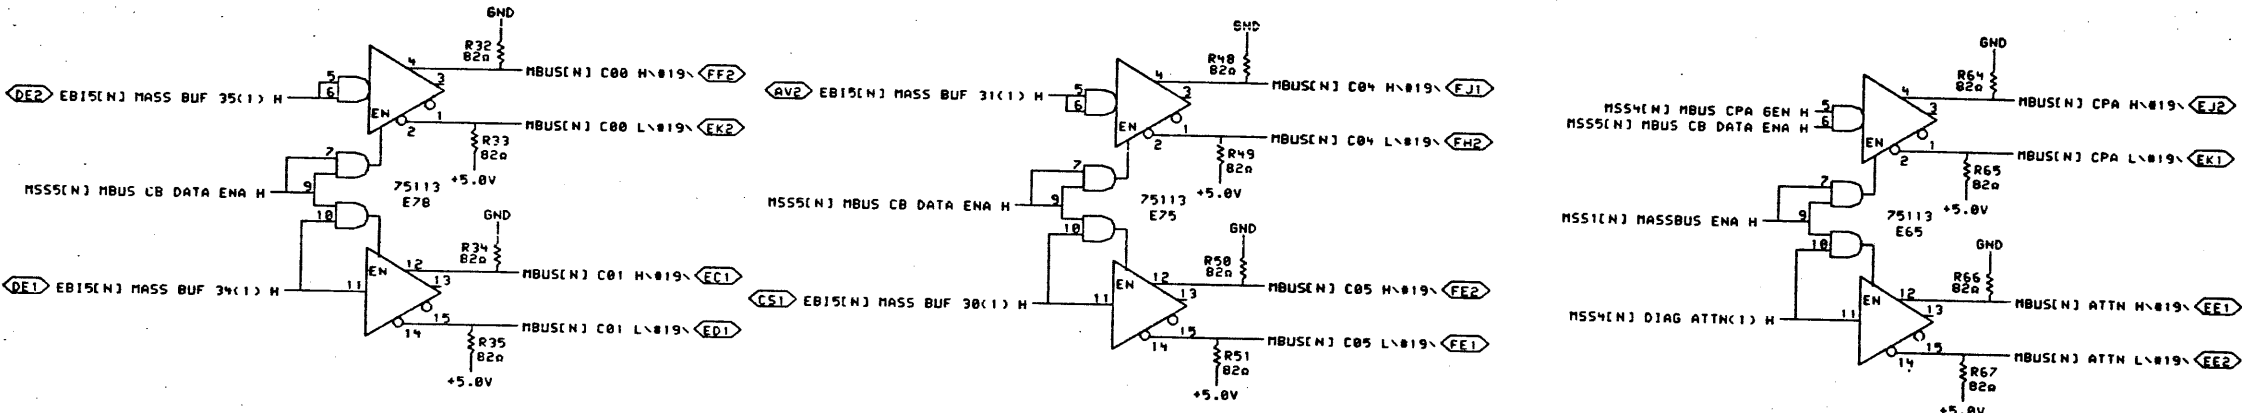 GND
R32
82Ω
4
3
5
6
DE2 EBI5[N] MASS BUF 35(1) H
MBUS[N] C00 H\#19\ FF2
EN
1
2
MBUS[N] C00 L\#19\ EK2
R33
82Ω
+5.0V
7
MSS5[N] MBUS CB DATA ENA H
9
75113
E78
10
GND
R34
82Ω
EN
12
13
MBUS[N] C01 H\#19\ EC1
DE1 EBI5[N] MASS BUF 34(1) H
11
15
14
MBUS[N] C01 L\#19\ ED1
R35
82Ω
+5.0V
GND
R48
82Ω
4
3
5
6
AV2 EBI5[N] MASS BUF 31(1) H
MBUS[N] C04 H\#19\ FJ1
EN
1
2
MBUS[N] C04 L\#19\ FH2
R49
82Ω
+5.0V
7
MSS5[N] MBUS CB DATA ENA H
9
75113
E75
10
GND
R50
82Ω
EN
12
13
MBUS[N] C05 H\#19\ FE2
CS1 EBI5[N] MASS BUF 30(1) H
11
15
14
MBUS[N] C05 L\#19\ FE1
R51
82Ω
+5.0V
GND
R64
82Ω
4
3
MSS4[N] MBUS CPA GEN H
5
MSS5[N] MBUS CB DATA ENA H
6
MBUS[N] CPA H\#19\ EJ2
EN
1
2
MBUS[N] CPA L\#19\ EK1
R65
82Ω
+5.0V
7
MSS1[N] MASSBUS ENA H
9
75113
E65
10
GND
R66
82Ω
EN
12
13
MBUS[N] ATTN H\#19\ EE1
MSS4[N] DIAG ATTN(1) H
11
15
14
MBUS[N] ATTN L\#19\ EE2
R67
82Ω
+5.0V